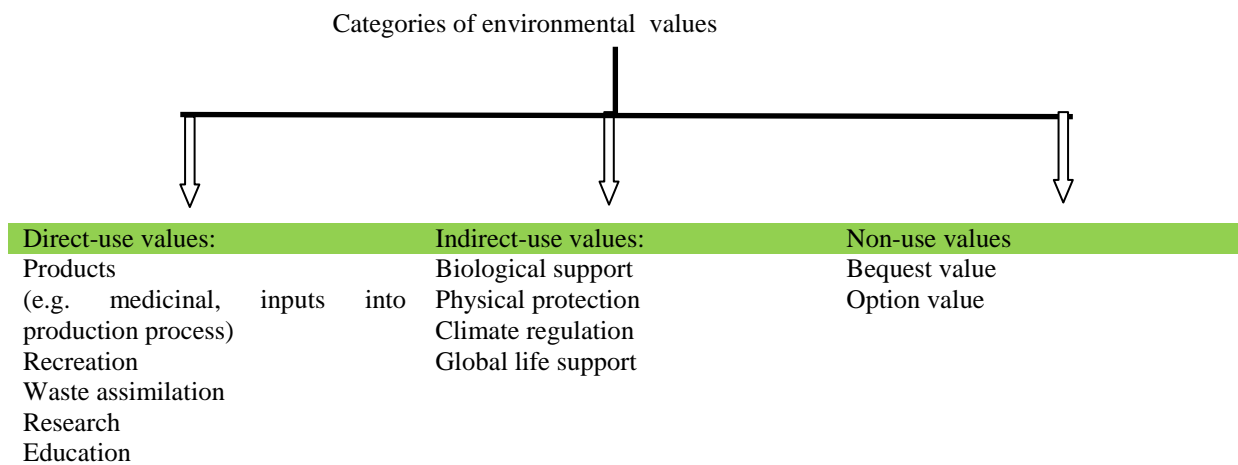 Categories of environmental values
Direct-use values:
Products
(e.g. medicinal, inputs into
production process)
Recreation
Waste assimilation
Research
Education
Indirect-use values:
Biological support
Physical protection
Climate regulation
Global life support
Non-use values
Bequest value
Option value